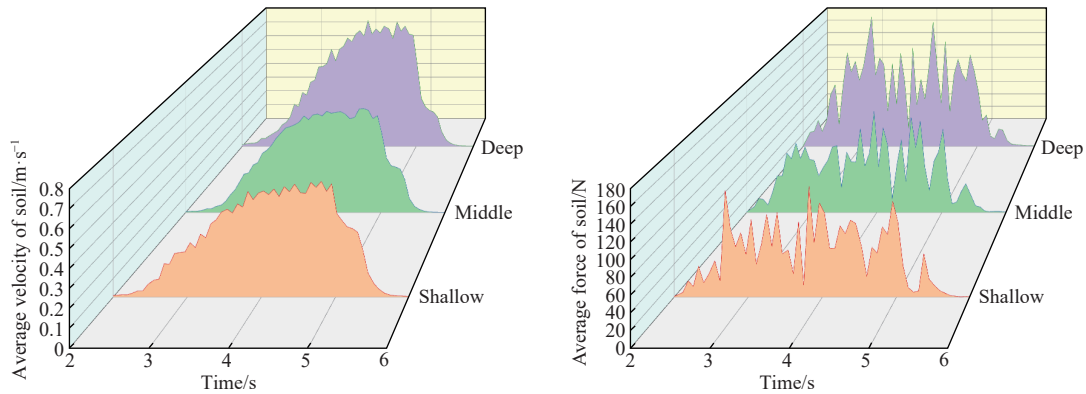 Average velocity of soil/m·s⁻¹
0.8
0.7
0.6
0.5
0.4
0.3
0.2
0.1
0
2
3
4
5
6
Time/s
Shallow
Middle
Deep
Average force of soil/N
180
160
140
120
100
80
60
40
20
0
2
3
4
5
6
Time/s
Shallow
Middle
Deep